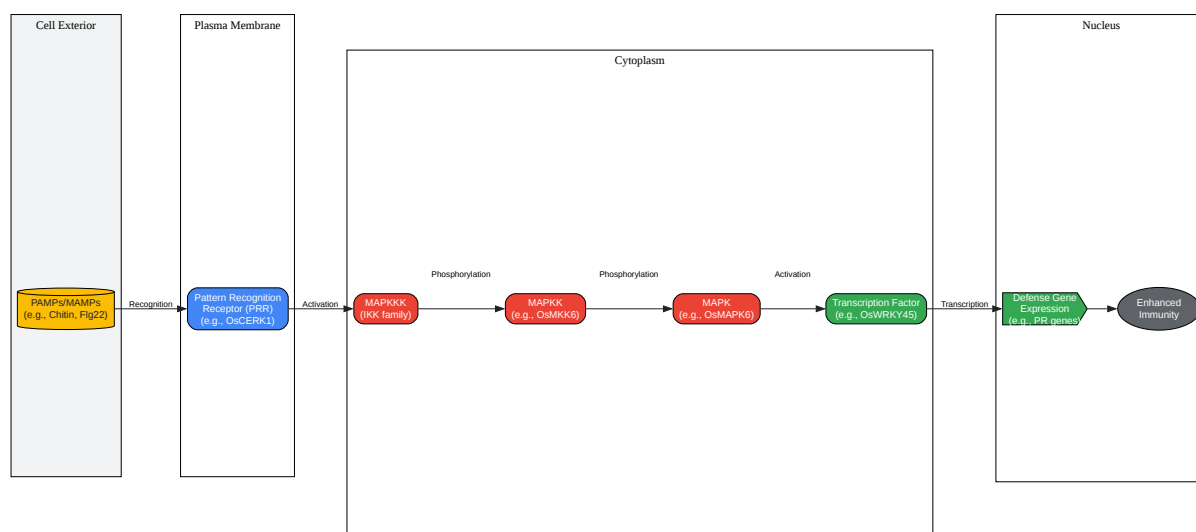 Cell Exterior
Plasma Membrane
Cytoplasm
Nucleus
PAMPs/MAMPs
(e.g., Chitin, Flg22)
Recognition
Pattern Recognition
Receptor (PRR)
(e.g., OsCERK1)
Activation
MAPKKK
(IKK family)
Phosphorylation
MAPKK
(e.g., OsMKK6)
Phosphorylation
MAPK
(e.g., OsMAPK6)
Activation
Transcription Factor
(e.g., OsWRKY45)
Transcription
Defense Gene
Expression
(e.g., PR genes)
Enhanced
Immunity